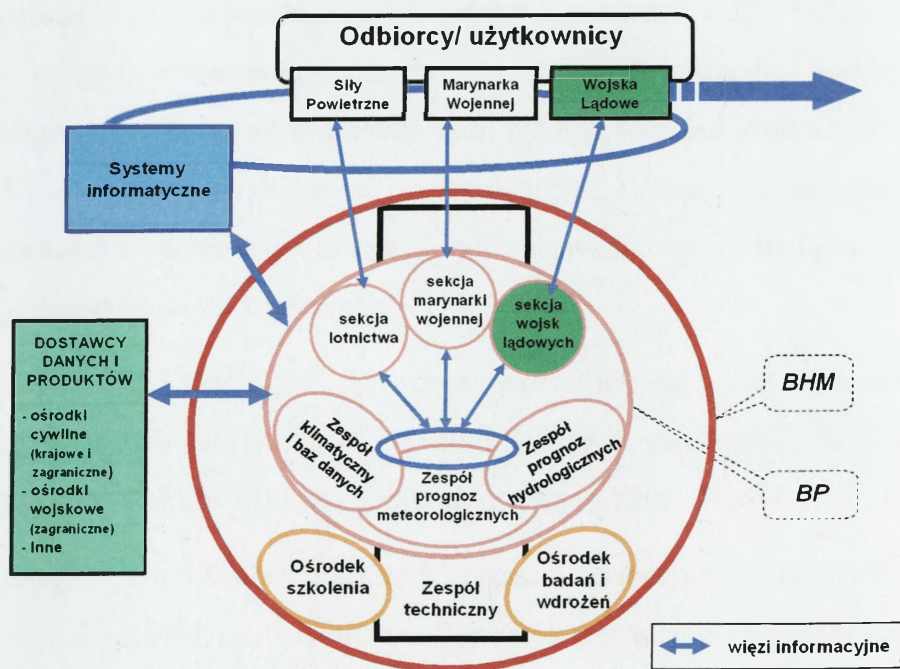 Odbiorcy/ użytkownicy
Siły
Powietrzne
Marynarka
Wojennej
Wojska
Lądowe
Systemy
informatyczne
sekcja
lotnictwa
sekcja
marynarki
wojennej
sekcja
wojsk
lądowych
DOSTAWCY
DANYCH I
PRODUKTÓW
- ośrodki
cywilne
(krajowe i
zagraniczne)
- ośrodki
wojskowe
(zagraniczne)
- Inne
Zespół
klimatyczny
i baz danych
Zespół
prognoz
meteorologicznych
Zespół
prognoz
hydrologicznych
BHM
BP
Ośrodek
szkolenia
Zespół
techniczny
Ośrodek
badań i
wdrożeń
więzi informacyjne